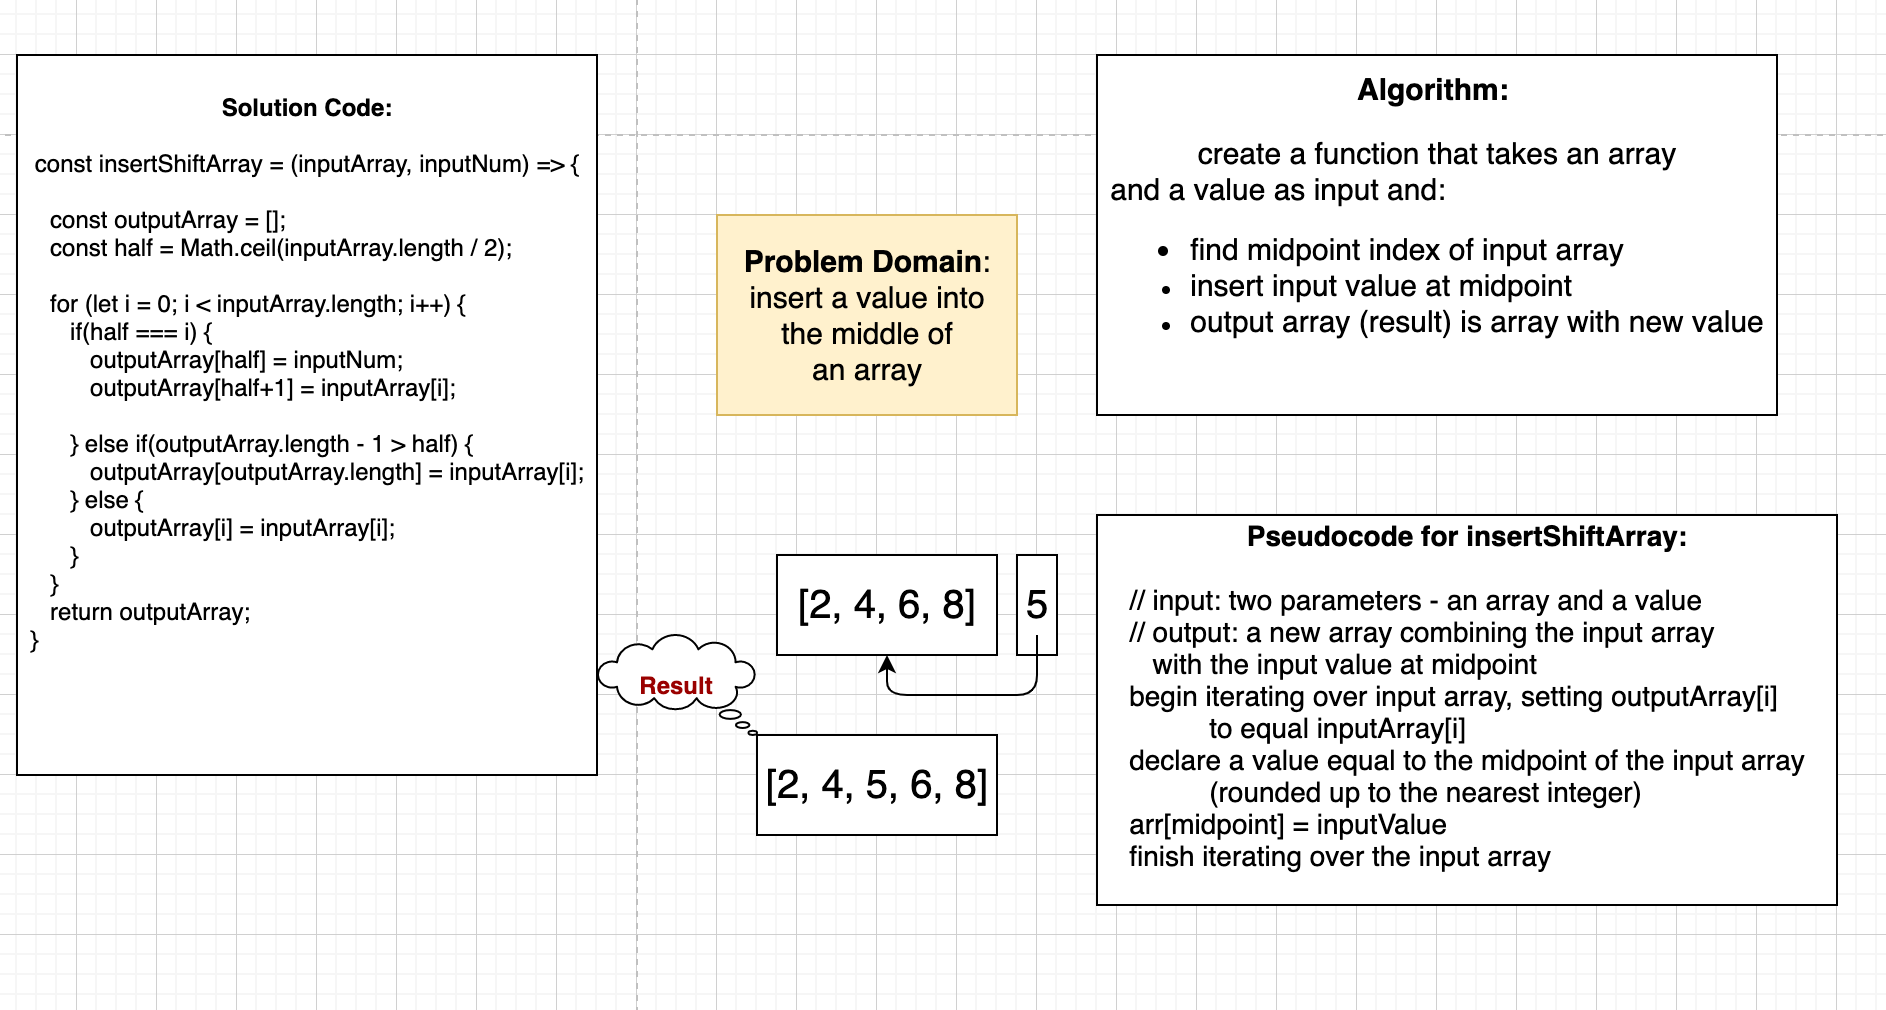 Solution Code:
const insertShiftArray = (inputArray, inputNum) => {
const outputArray = [];
const half = Math.ceil(inputArray.length / 2);
for (let i = 0; i < inputArray.length; i++) {
if(half === i) {
outputArray[half] = inputNum;
outputArray[half+1] = inputArray[i];
} else if(outputArray.length - 1 > half) {
outputArray[outputArray.length] = inputArray[i];
} else {
outputArray[i] = inputArray[i];
}
}
return outputArray;
}
Problem Domain:
insert a value into
the middle of
an array
[2, 4, 6, 8]
5
Result
[2, 4, 5, 6, 8]
Algorithm:
create a function that takes an array
and a value as input and:
• find midpoint index of input array
• insert input value at midpoint
• output array (result) is array with new value
Pseudocode for insertShiftArray:
// input: two parameters - an array and a value
// output: a new array combining the input array
with the input value at midpoint
begin iterating over input array, setting outputArray[i]
to equal inputArray[i]
declare a value equal to the midpoint of the input array
(rounded up to the nearest integer)
arr[midpoint] = inputValue
finish iterating over the input array